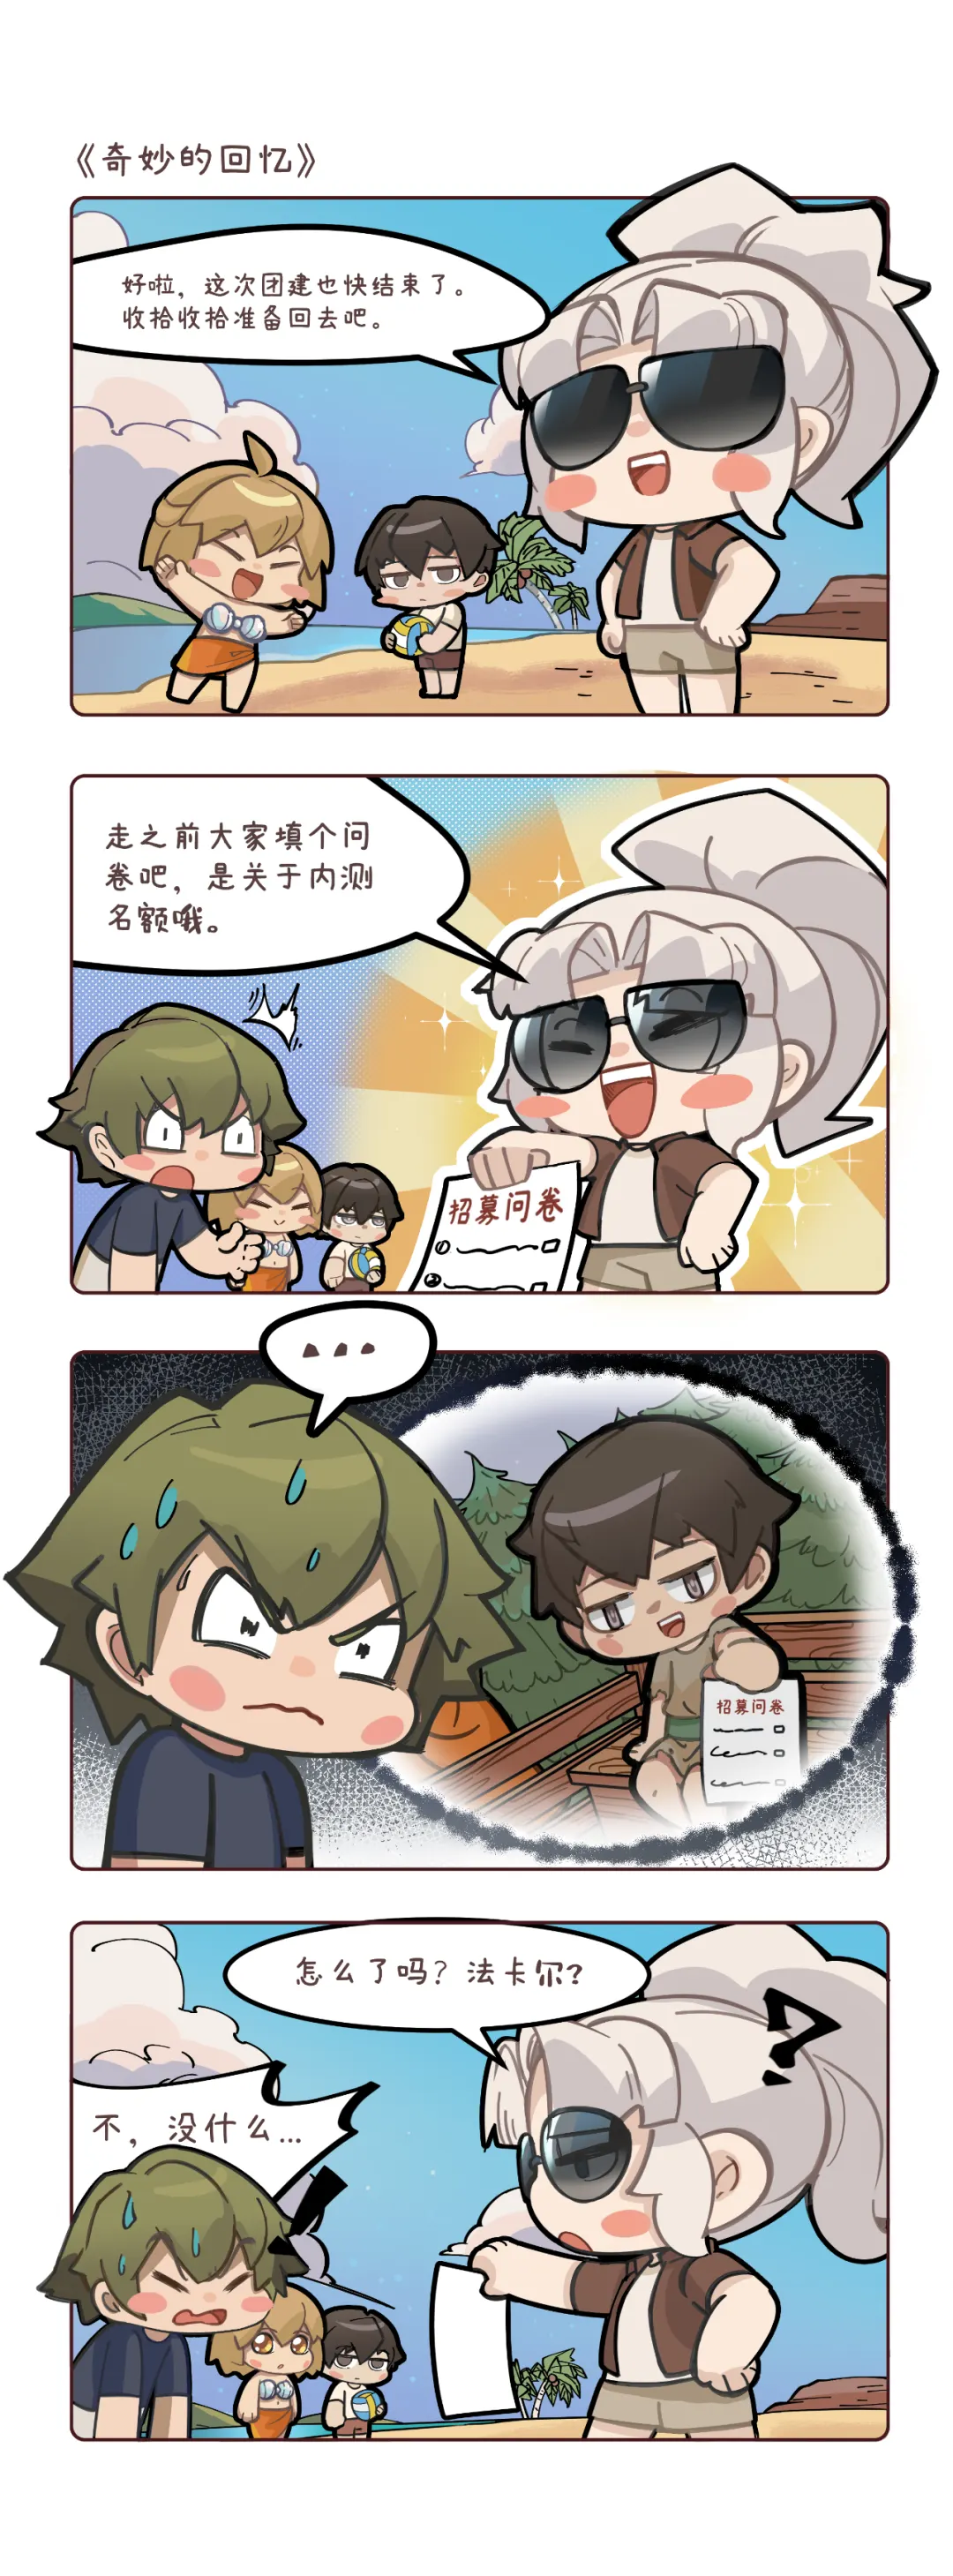 《奇妙的回忆》
好啦，这次团建也快结束了。
收拾收拾准备回去吧。
走之前大家填个问
卷吧，是关于内测
名额哦。
招募问卷
...
招募问卷
怎么了吗？法卡尔？
?
不，没什么...